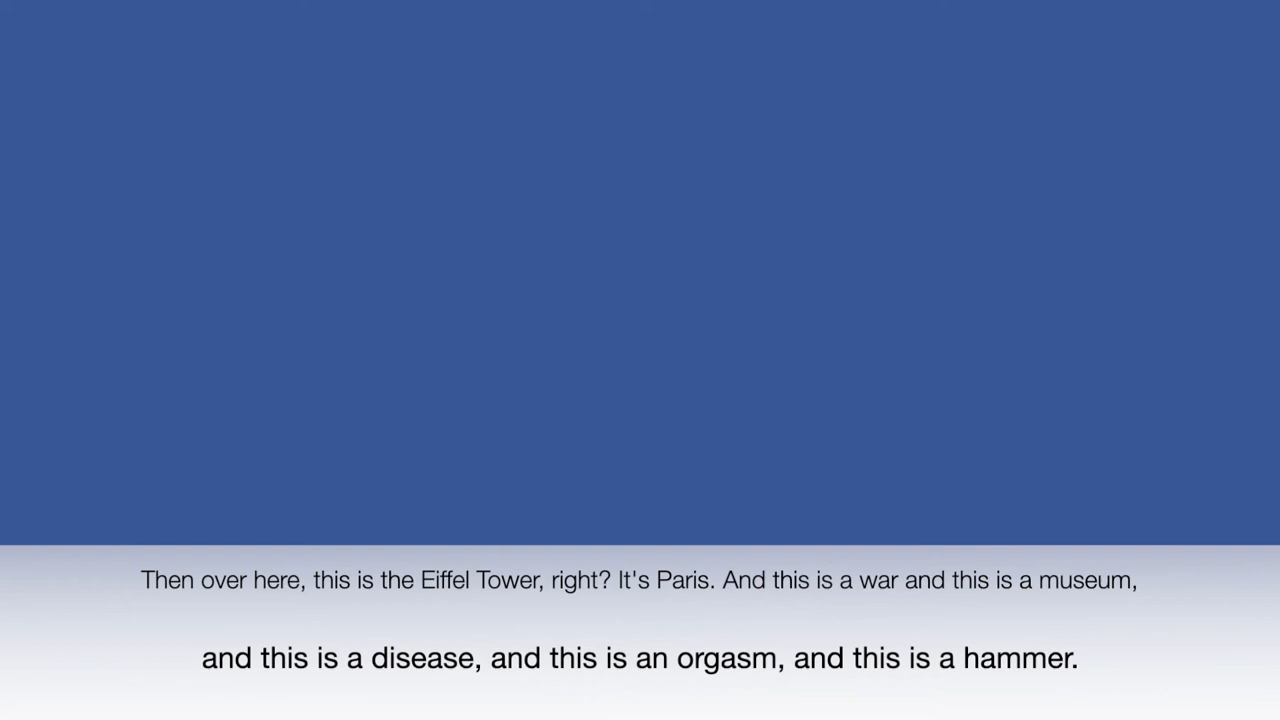 Then over here, this is the Eiffel Tower, right? It's Paris. And this is a war and this is a museum,
and this is a disease, and this is an orgasm, and this is a hammer.